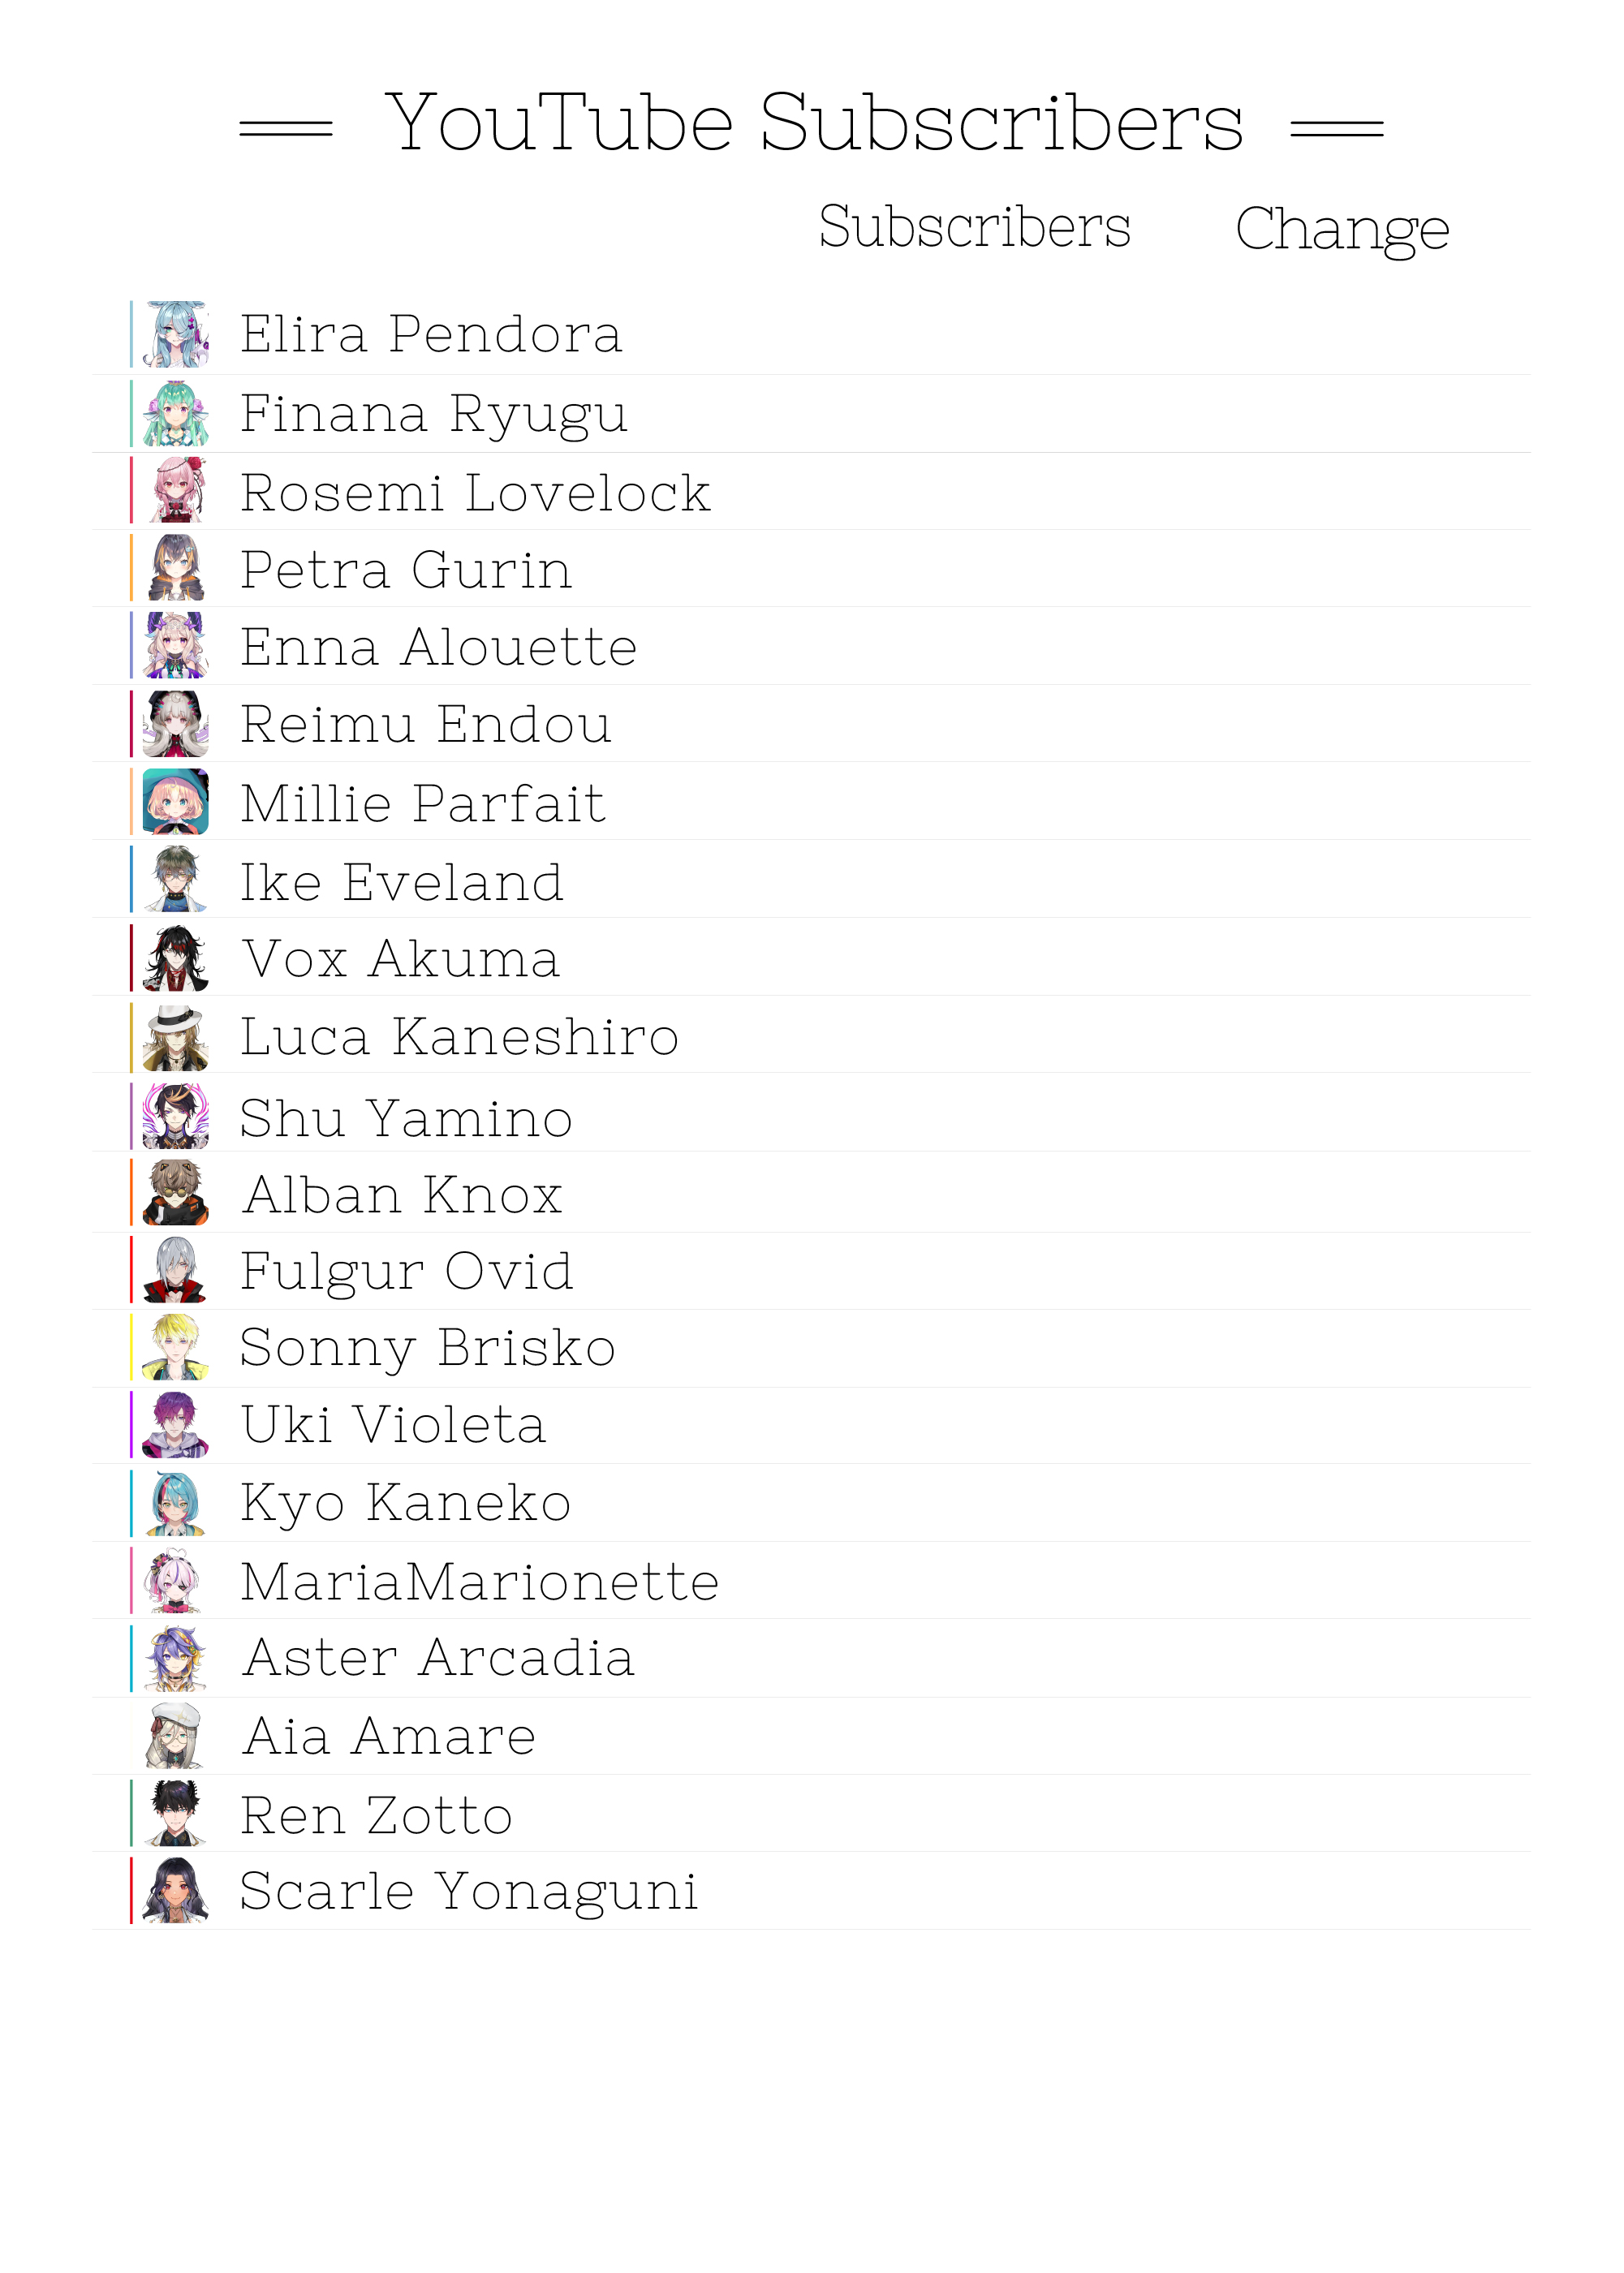 YouTube Subscribers
Subscribers Change
Elira Pendora
Finana Ryugu
Rosemi Lovelock
Petra Gurin
Enna Alouette
Reimu Endou
Millie Parfait
Ike Eveland
Vox Akuma
Luca Kaneshiro
Shu Yamino
Alban Knox
Fulgur Ovid
Sonny Brisko
Uki Violeta
Kyo Kaneko
MariaMarionette
Aster Arcadia
Aia Amare
Ren Zotto
Scarle Yonaguni